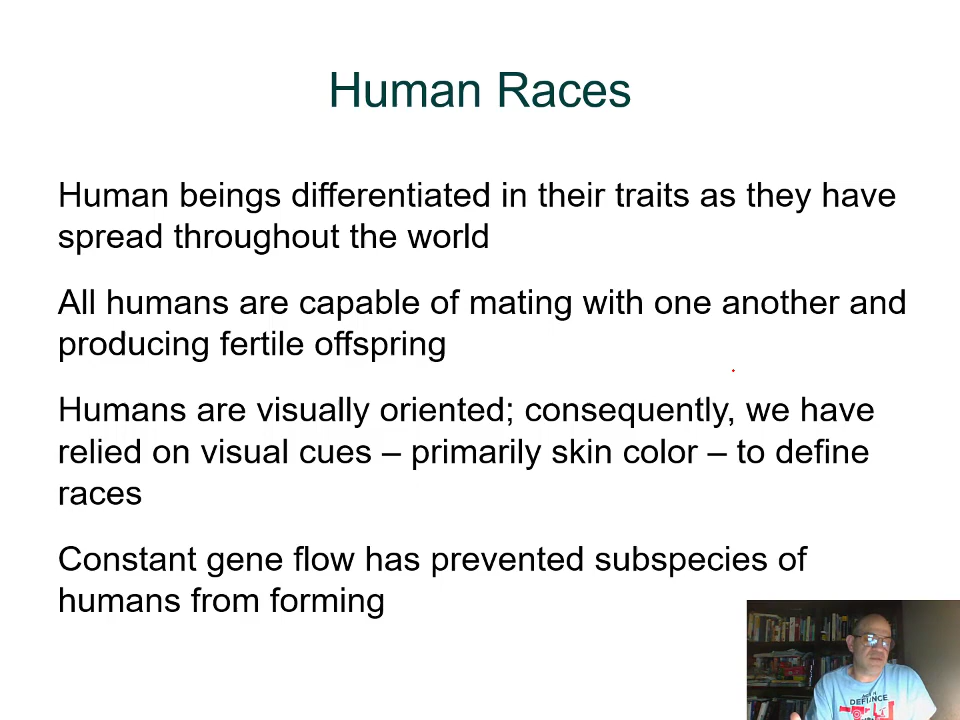 Human Races
Human beings differentiated in their traits as they have
spread throughout the world
All humans are capable of mating with one another and
producing fertile offspring
Humans are visually oriented; consequently, we have
relied on visual cues – primarily skin color – to define
races
Constant gene flow has prevented subspecies of
humans from forming
DEFIANCE